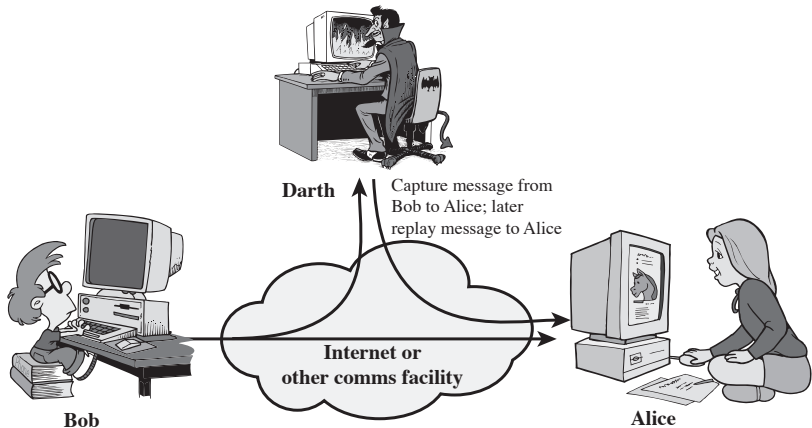 Darth
Capture message from
Bob to Alice; later
replay message to Alice
Internet or
other comms facility
Bob
Alice